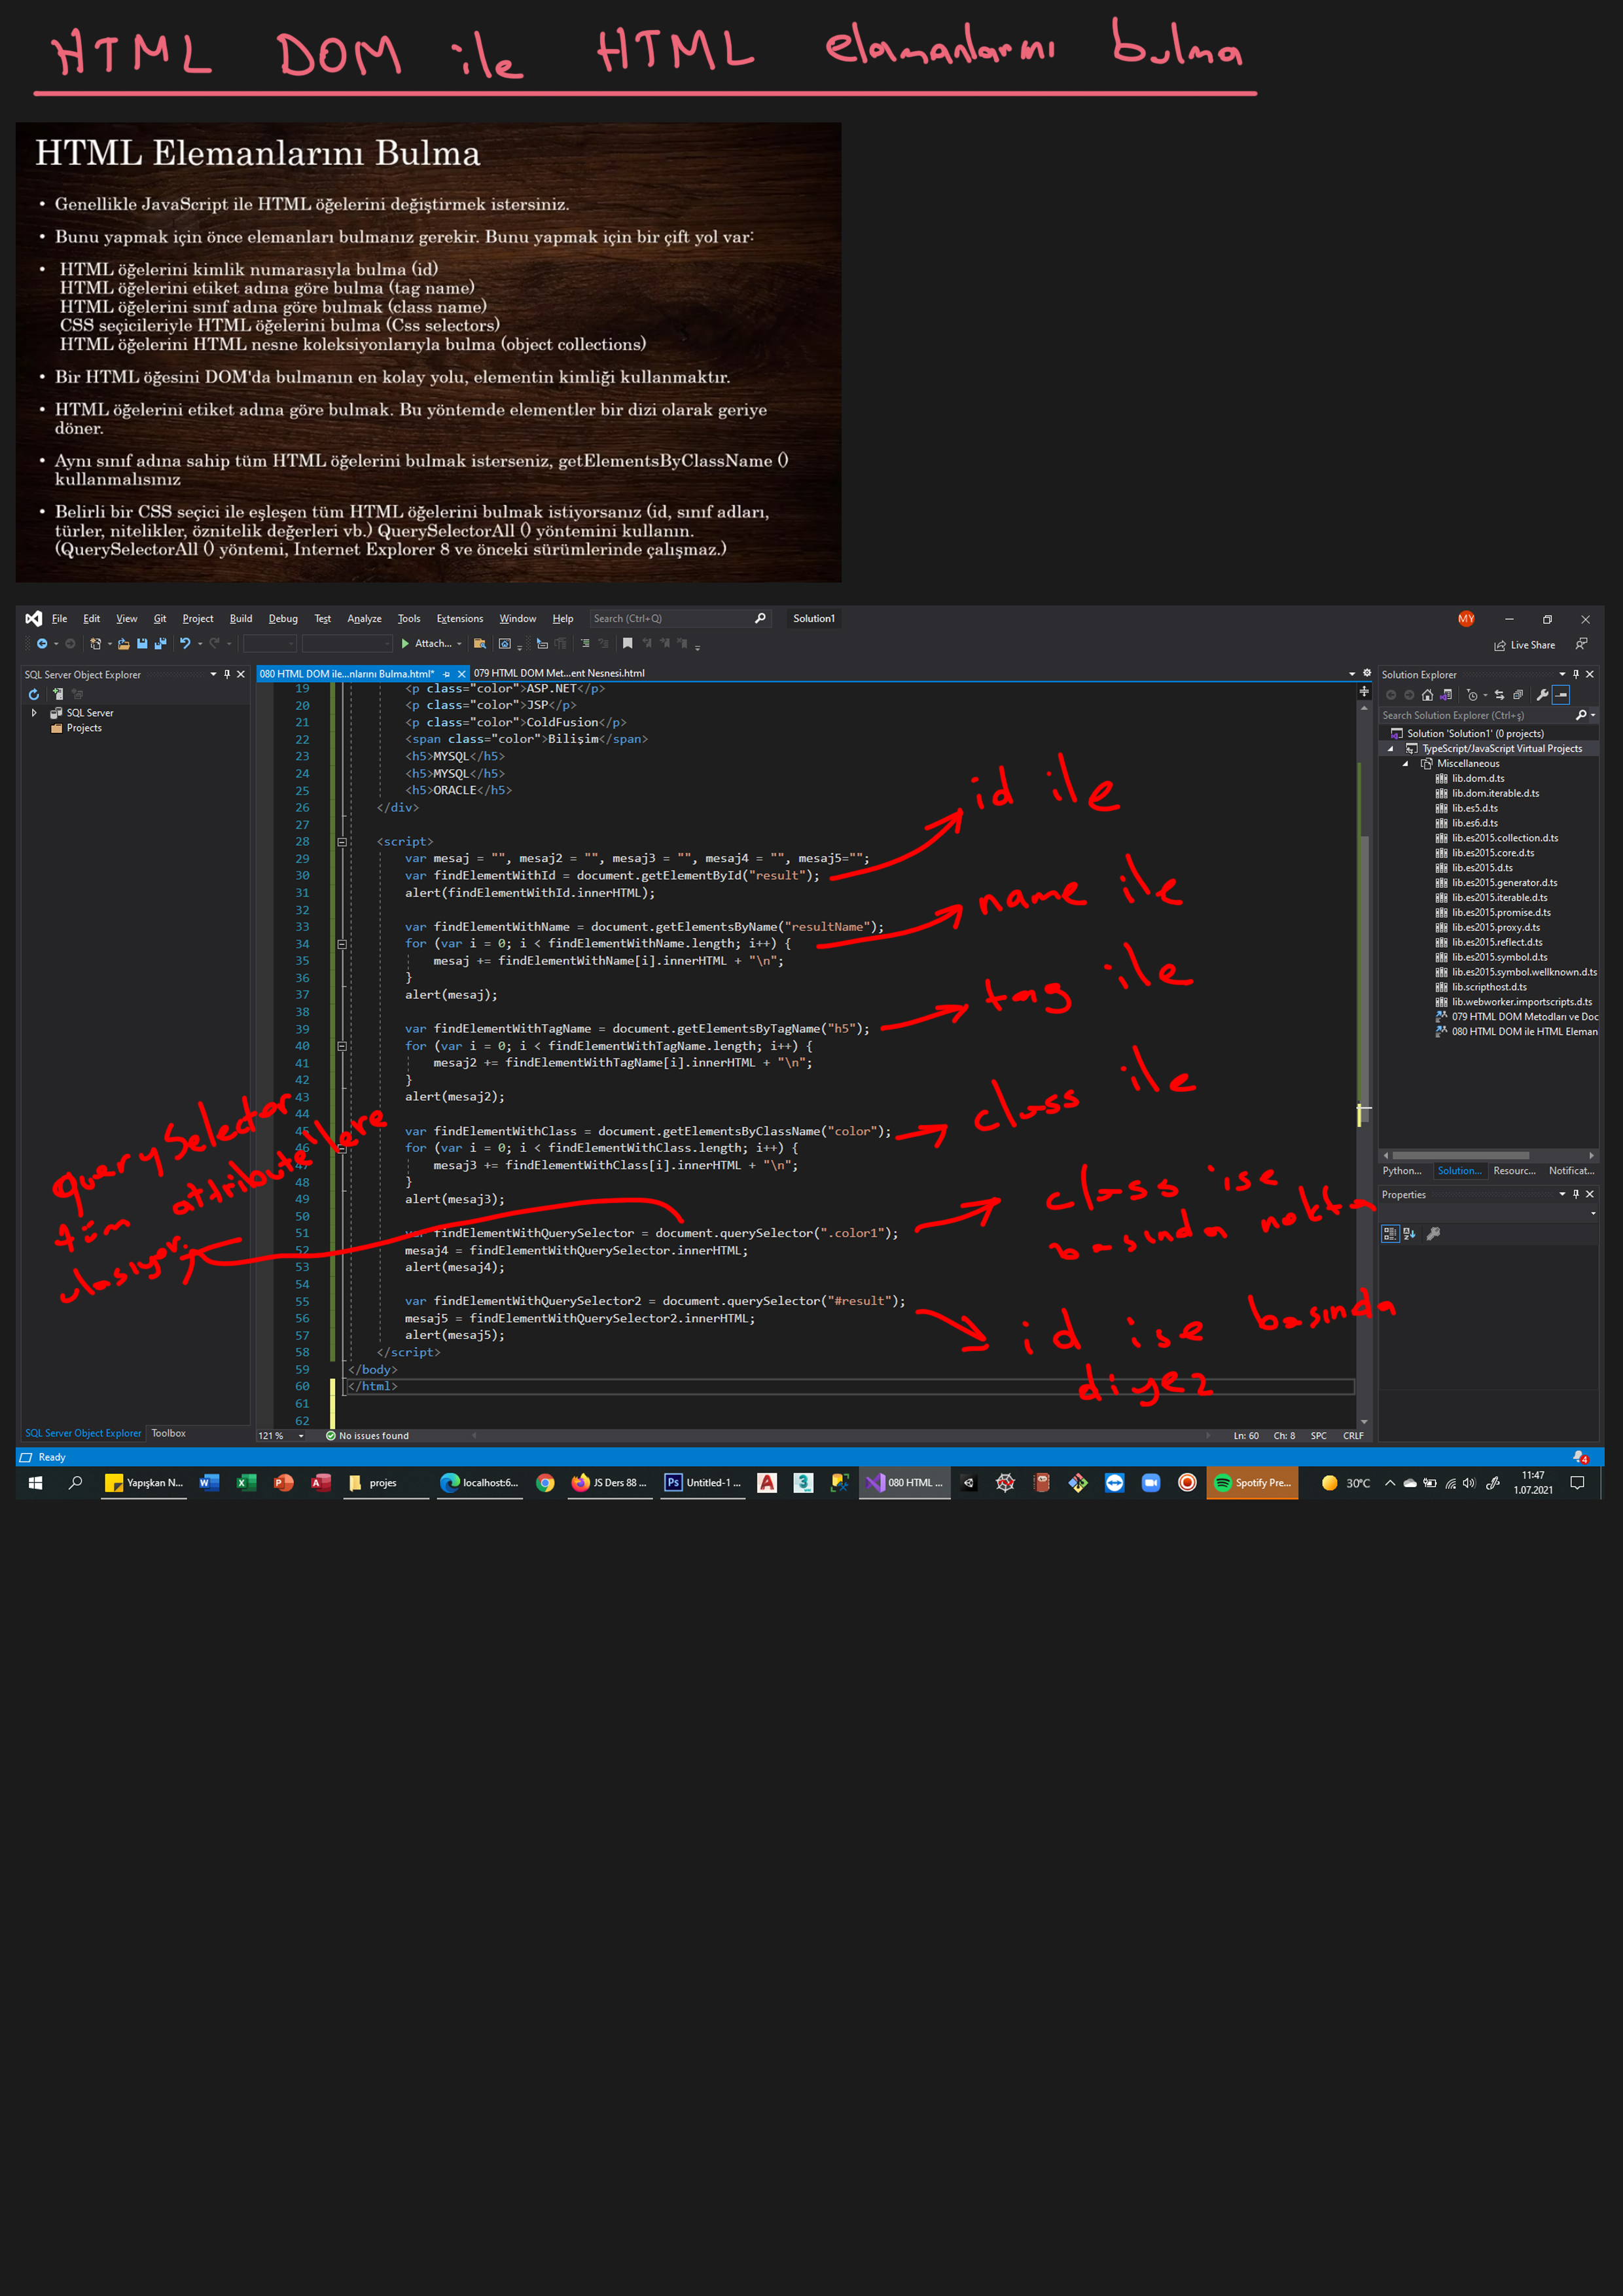 HTML DOM ile HTML elamanlarını bulma
HTML Elemanlarını Bulma
• Genellikle JavaScript ile HTML öğelerini değiştirmek istersiniz.
• Bunu yapmak için önce elemanları bulmanız gerekir. Bunu yapmak için bir çift yol var:
• HTML öğelerini kimlik numarasıyla bulma (id)
HTML öğelerini etiket adına göre bulma (tag name)
HTML öğelerini sınıf adına göre bulmak (class name)
CSS seçicileriyle HTML öğelerini bulma (Css selectors)
HTML öğelerini HTML nesne koleksiyonlarıyla bulma (object collections)
• Bir HTML öğesini DOM'da bulmanın en kolay yolu, elementin kimliği kullanmaktır.
• HTML öğelerini etiket adına göre bulmak. Bu yöntemde elementler bir dizi olarak geriye
döner.
• Aynı sınıf adına sahip tüm HTML öğelerini bulmak isterseniz, getElementsByClassName ()
kullanmalısınız
• Belirli bir CSS seçici ile eşleşen tüm HTML öğelerini bulmak istiyorsanız (id, sınıf adları,
türler, nitelikler, öznitelik değerleri vb.) QuerySelectorAll () yöntemini kullanın.
(QuerySelectorAll () yöntemi, Internet Explorer 8 ve önceki sürümlerinde çalışmaz.)
File Edit View Git Project Build Debug Test Analyze Tools Extensions Window Help Search (Ctrl+Q) Solution1 MY
Attach... Live Share
SQL Server Object Explorer
SQL Server
Projects
080 HTML DOM ile...nlarını Bulma.html* 079 HTML DOM Met...ent Nesnesi.html
19 <p class="color">ASP.NET</p>
20 <p class="color">JSP</p>
21 <p class="color">ColdFusion</p>
22 <span class="color">Bilişim</span>
23 <h5>MYSQL</h5>
24 <h5>MYSQL</h5>
25 <h5>ORACLE</h5>
26 </div>
27
28 <script>
29 var mesaj = "", mesaj2 = "", mesaj3 = "", mesaj4 = "", mesaj5="";
30 var findElementWithId = document.getElementById("result");
31 alert(findElementWithId.innerHTML);
32
33 var findElementWithName = document.getElementsByName("resultName");
34 for (var i = 0; i < findElementWithName.length; i++) {
35 mesaj += findElementWithName[i].innerHTML + "\n";
36 }
37 alert(mesaj);
38
39 var findElementWithTagName = document.getElementsByTagName("h5");
40 for (var i = 0; i < findElementWithTagName.length; i++) {
41 mesaj2 += findElementWithTagName[i].innerHTML + "\n";
42 }
43 alert(mesaj2);
44
45 var findElementWithClass = document.getElementsByClassName("color");
46 for (var i = 0; i < findElementWithClass.length; i++) {
47 mesaj3 += findElementWithClass[i].innerHTML + "\n";
48 }
49 alert(mesaj3);
50
51 var findElementWithQuerySelector = document.querySelector(".color1");
52 mesaj4 = findElementWithQuerySelector.innerHTML;
53 alert(mesaj4);
54
55 var findElementWithQuerySelector2 = document.querySelector("#result");
56 mesaj5 = findElementWithQuerySelector2.innerHTML;
57 alert(mesaj5);
58 </script>
59 </body>
60 </html>
61
62
id ile
name ile
tag ile
class ile
class ise
basında nokta
id ise basında
diyez
query Selector
tüm attribute lere
ulasıyor.
Solution Explorer
Search Solution Explorer (Ctrl+ş)
Solution 'Solution1' (0 projects)
TypeScript/JavaScript Virtual Projects
Miscellaneous
lib.dom.d.ts
lib.dom.iterable.d.ts
lib.es5.d.ts
lib.es6.d.ts
lib.es2015.collection.d.ts
lib.es2015.core.d.ts
lib.es2015.d.ts
lib.es2015.generator.d.ts
lib.es2015.iterable.d.ts
lib.es2015.promise.d.ts
lib.es2015.proxy.d.ts
lib.es2015.reflect.d.ts
lib.es2015.symbol.d.ts
lib.es2015.symbol.wellknown.d.ts
lib.scripthost.d.ts
lib.webworker.importscripts.d.ts
079 HTML DOM Metodları ve Doc
080 HTML DOM ile HTML Eleman
Python... Solution... Resourc... Notificat...
Properties
SQL Server Object Explorer Toolbox
121 % No issues found Ln: 60 Ch: 8 SPC CRLF
Ready 4
Yapışkan N... projes localhost:6... JS Ders 88 ... Ps Untitled-1 ... 080 HTML ... Spotify Pre... 30°C 11:47
1.07.2021